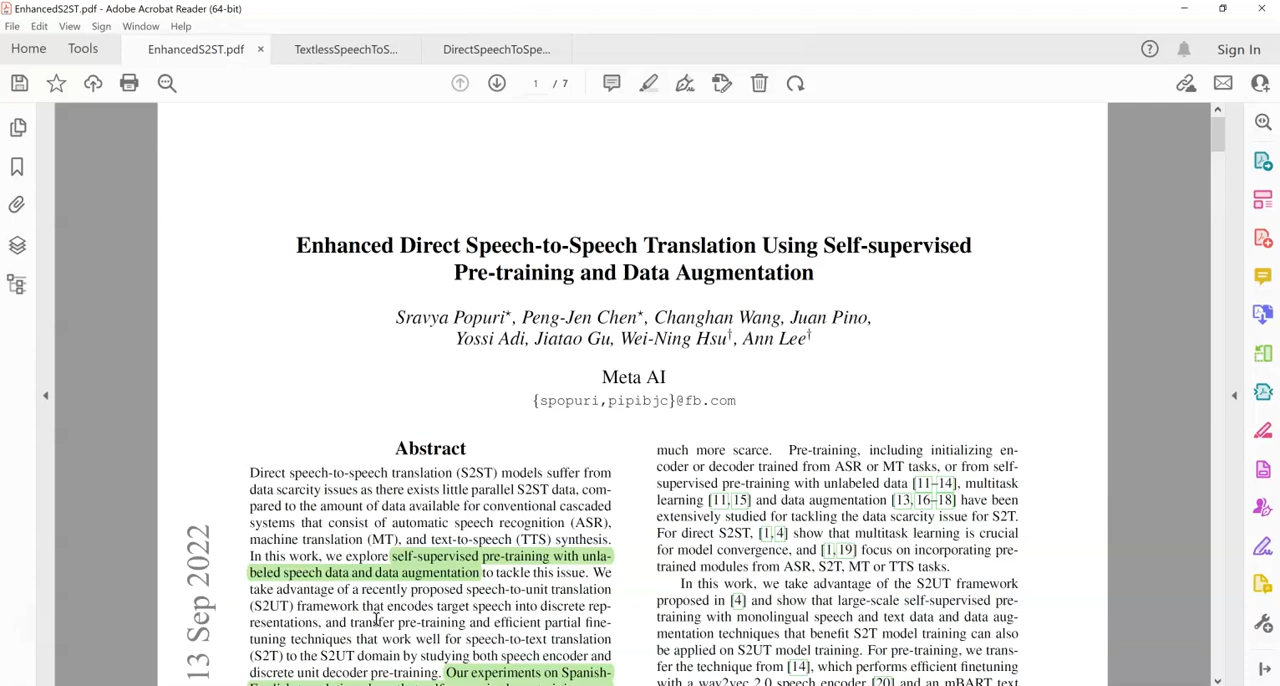 EnhancedS2ST.pdf - Adobe Acrobat Reader (64-bit)
File Edit View Sign Window Help
Home Tools EnhancedS2ST.pdf × TextlessSpeechToS... DirectSpeechToSpe... Sign In
1 / 7
Enhanced Direct Speech-to-Speech Translation Using Self-supervised
Pre-training and Data Augmentation
Sravya Popuri⋆, Peng-Jen Chen⋆, Changhan Wang, Juan Pino,
Yossi Adi, Jiatao Gu, Wei-Ning Hsu†, Ann Lee†
Meta AI
{spopuri,pipibjc}@fb.com
13 Sep 2022
Abstract
Direct speech-to-speech translation (S2ST) models suffer from
data scarcity issues as there exists little parallel S2ST data, com-
pared to the amount of data available for conventional cascaded
systems that consist of automatic speech recognition (ASR),
machine translation (MT), and text-to-speech (TTS) synthesis.
In this work, we explore self-supervised pre-training with unla-
beled speech data and data augmentation to tackle this issue. We
take advantage of a recently proposed speech-to-unit translation
(S2UT) framework that encodes target speech into discrete rep-
resentations, and transfer pre-training and efficient partial fine-
tuning techniques that work well for speech-to-text translation
(S2T) to the S2UT domain by studying both speech encoder and
discrete unit decoder pre-training. Our experiments on Spanish-
much more scarce. Pre-training, including initializing en-
coder or decoder trained from ASR or MT tasks, or from self-
supervised pre-training with unlabeled data [11–14], multitask
learning [11, 15] and data augmentation [13, 16–18] have been
extensively studied for tackling the data scarcity issue for S2T.
For direct S2ST, [1, 4] show that multitask learning is crucial
for model convergence, and [1, 19] focus on incorporating pre-
trained modules from ASR, S2T, MT or TTS tasks.
In this work, we take advantage of the S2UT framework
proposed in [4] and show that large-scale self-supervised pre-
training with monolingual speech and text data and data aug-
mentation techniques that benefit S2T model training can also
be applied on S2UT model training. For pre-training, we trans-
fer the technique from [14], which performs efficient finetuning
with a wav2vec 2.0 speech encoder [20] and an mBART text